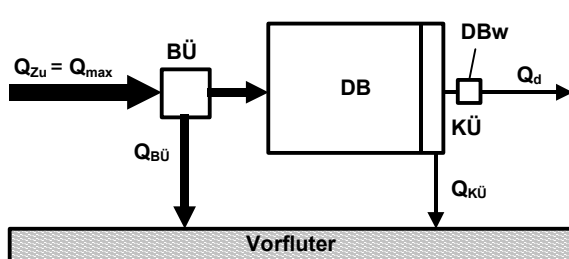 DBw
BÜ
Q_Zu = Q_max
DB
Q_d
KÜ
Q_BÜ
Q_KÜ
Vorfluter